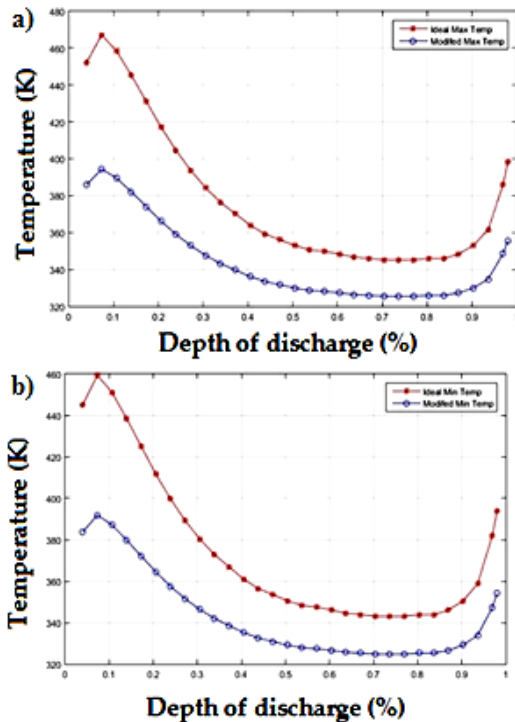 a)
480
460
440
420
400
380
360
340
320
Temperature (K)
Ideal Max Temp
Modifed Max Temp
0 0.1 0.2 0.3 0.4 0.5 0.6 0.7 0.8 0.9
Depth of discharge (%)
b)
460
440
420
400
380
360
340
320
Temperature (K)
Ideal Min Temp
Modifed Min Temp
0 0.1 0.2 0.3 0.4 0.5 0.6 0.7 0.8 0.9 1
Depth of discharge (%)